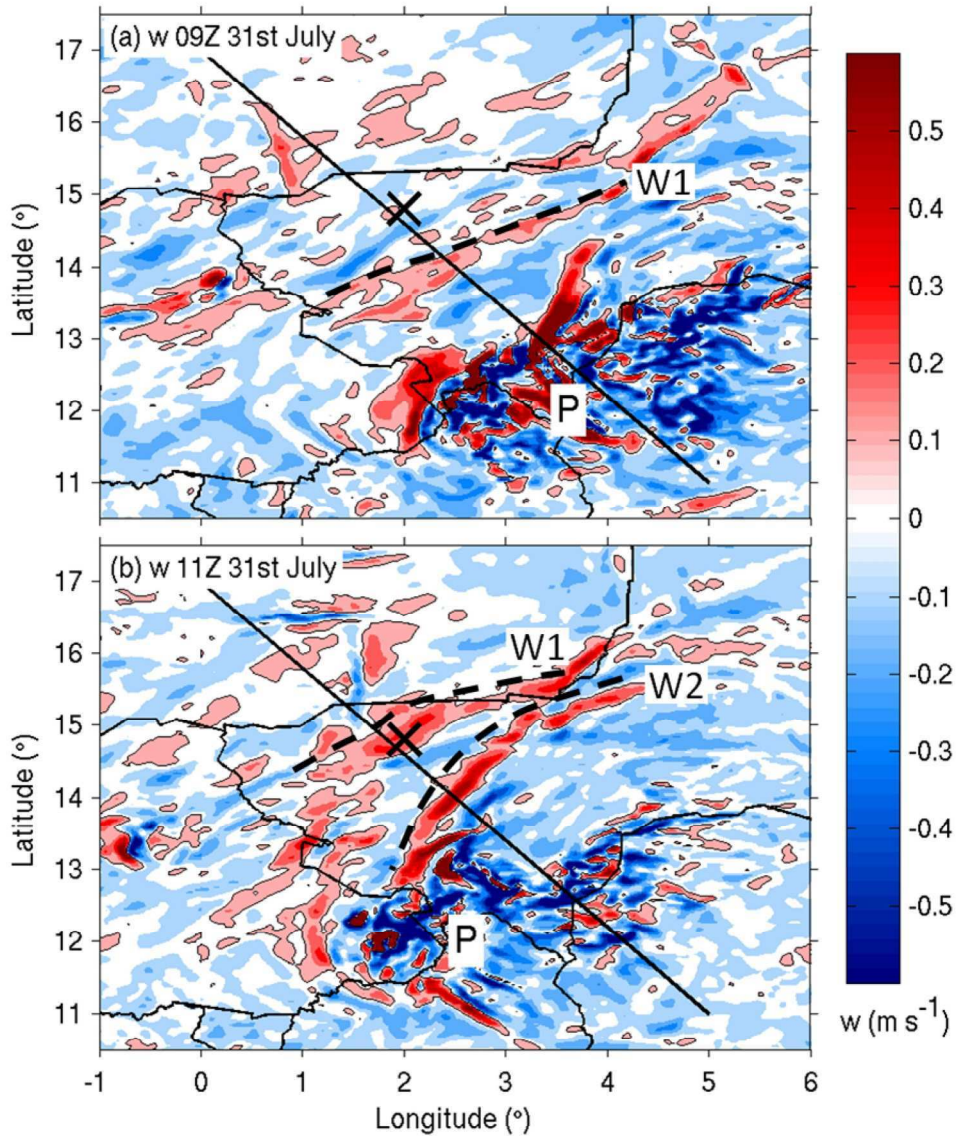 (a) w 09Z 31st July
17
16
15
14
13
12
11
Latitude (°)
W1
P
(b) w 11Z 31st July
17
16
15
14
13
12
11
Latitude (°)
W1
W2
P
-1 0 1 2 3 4 5 6
Longitude (°)
0.5
0.4
0.3
0.2
0.1
0
-0.1
-0.2
-0.3
-0.4
-0.5
w (m s⁻¹)